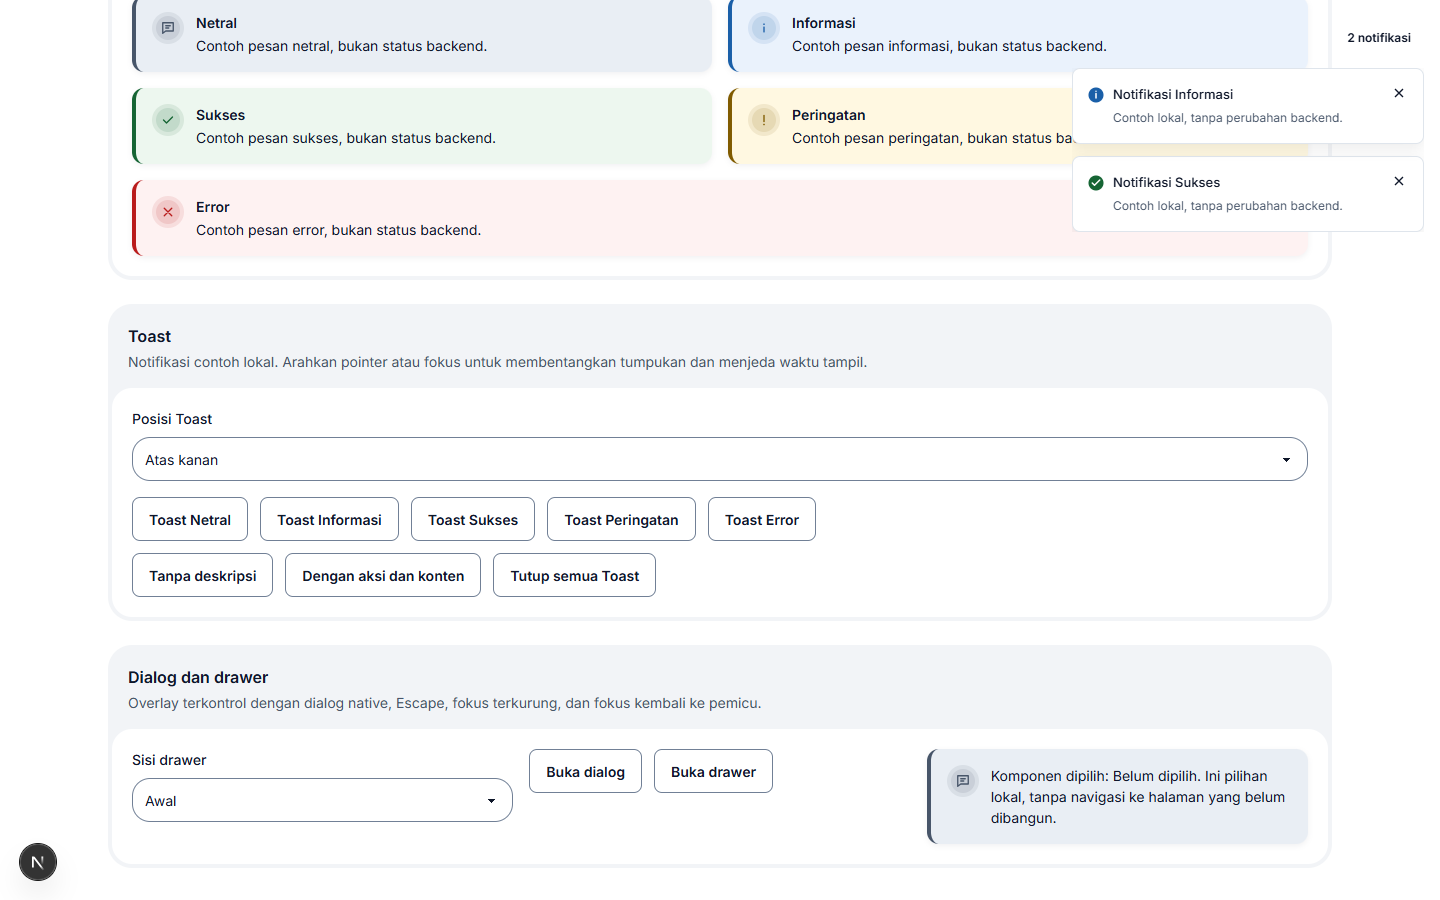 Netral
Contoh pesan netral, bukan status backend.
Informasi
Contoh pesan informasi, bukan status backend.
2 notifikasi
Notifikasi Informasi
Contoh lokal, tanpa perubahan backend.
Sukses
Contoh pesan sukses, bukan status backend.
Peringatan
Contoh pesan peringatan, bukan status ba
Notifikasi Sukses
Contoh lokal, tanpa perubahan backend.
Error
Contoh pesan error, bukan status backend.
Toast
Notifikasi contoh lokal. Arahkan pointer atau fokus untuk membentangkan tumpukan dan menjeda waktu tampil.
Posisi Toast
Atas kanan
Toast Netral
Toast Informasi
Toast Sukses
Toast Peringatan
Toast Error
Tanpa deskripsi
Dengan aksi dan konten
Tutup semua Toast
Dialog dan drawer
Overlay terkontrol dengan dialog native, Escape, fokus terkurung, dan fokus kembali ke pemicu.
Sisi drawer
Awal
Buka dialog
Buka drawer
Komponen dipilih: Belum dipilih. Ini pilihan
lokal, tanpa navigasi ke halaman yang belum
dibangun.
N